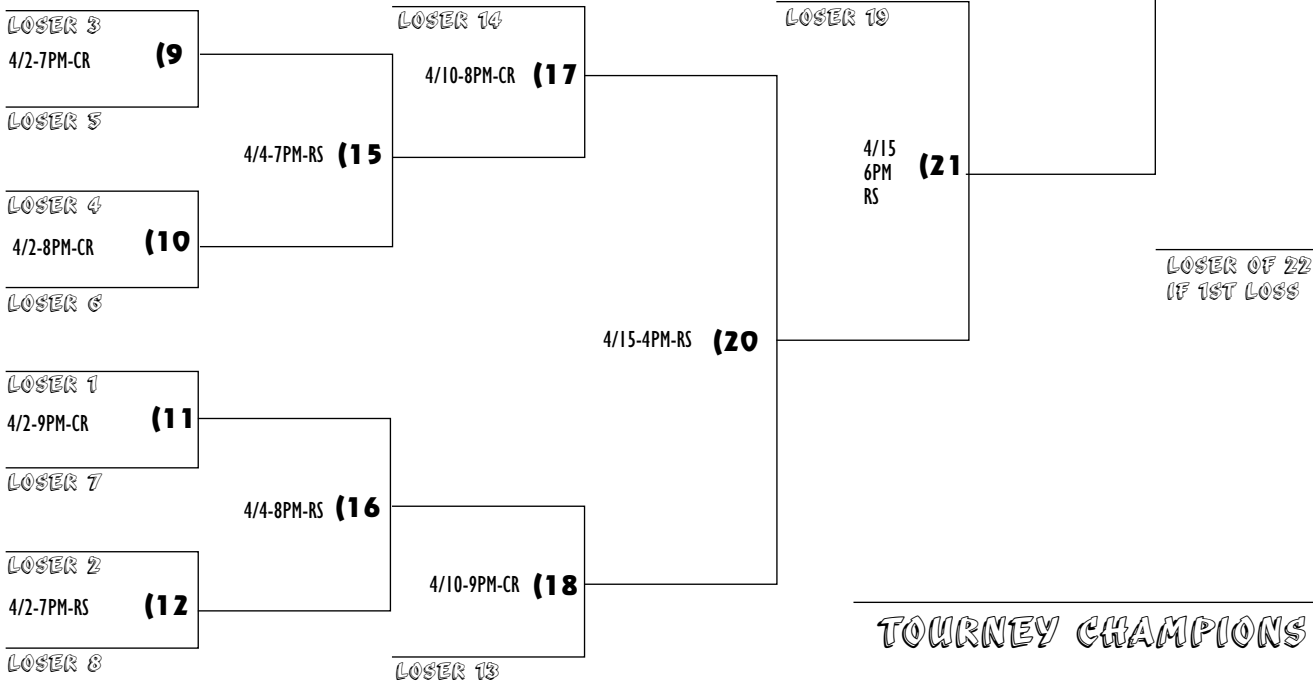 LOSER 3
4/2-7PM-CR (9
LOSER 5
LOSER 4
4/2-8PM-CR (10
LOSER 6
LOSER 1
4/2-9PM-CR (11
LOSER 7
LOSER 2
4/2-7PM-RS (12
LOSER 8
4/4-7PM-RS (15
4/4-8PM-RS (16
LOSER 14
4/10-8PM-CR (17
4/10-9PM-CR (18
LOSER 13
4/15-4PM-RS (20
LOSER 19
4/15
6PM (21
RS
LOSER OF 22
IF 1ST LOSS
TOURNEY CHAMPIONS